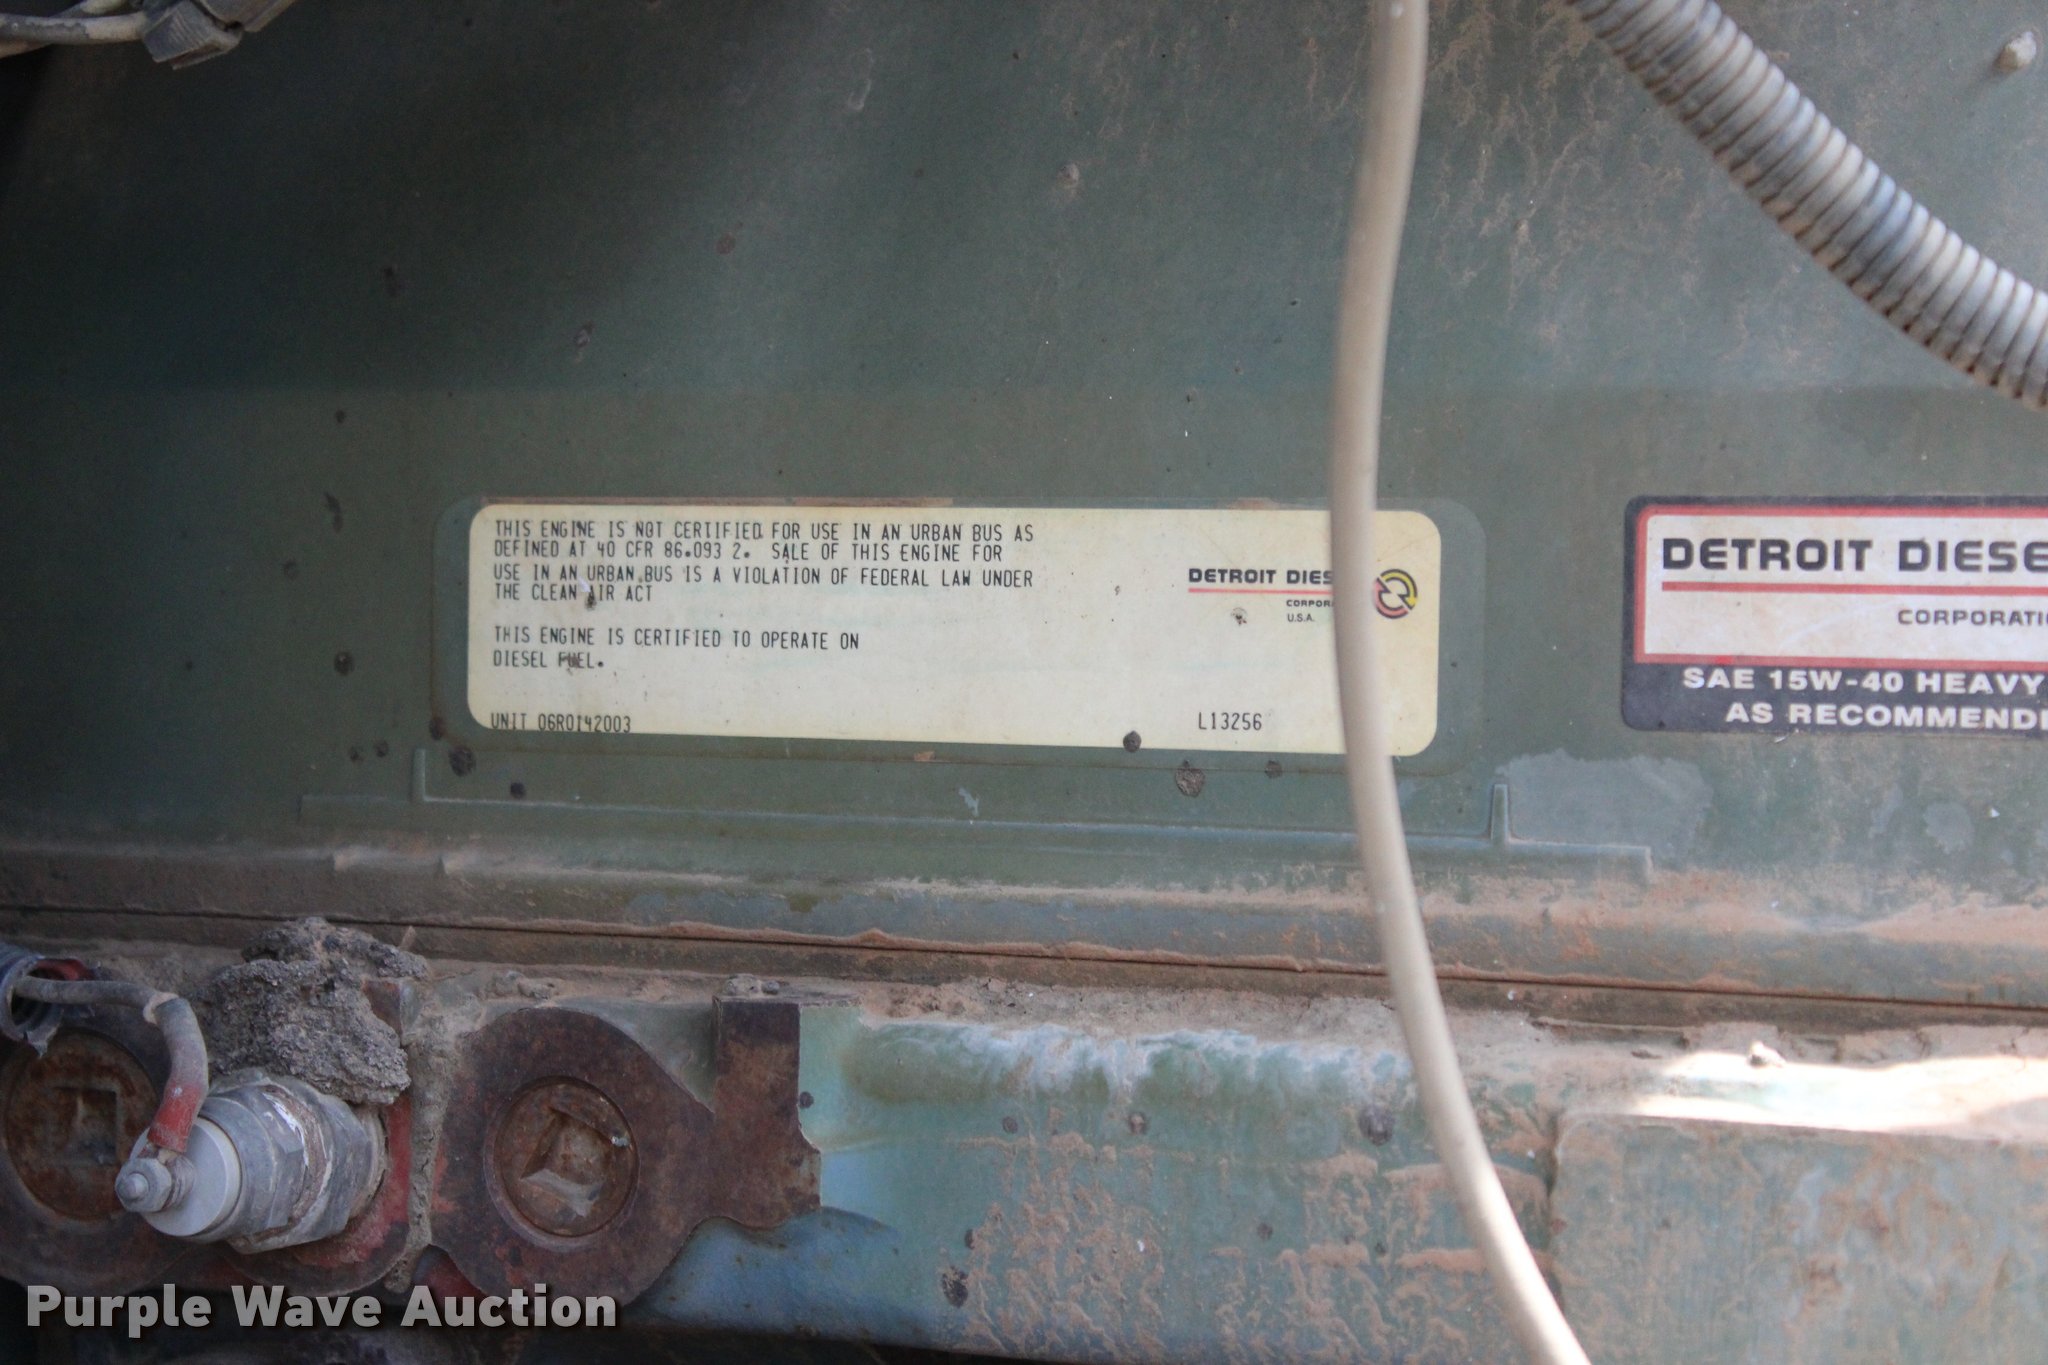 THIS ENGINE IS NOT CERTIFIED FOR USE IN AN URBAN BUS AS
DEFINED AT 40 CFR 86.093 2. SALE OF THIS ENGINE FOR
USE IN AN URBAN BUS IS A VIOLATION OF FEDERAL LAW UNDER
THE CLEAN AIR ACT
THIS ENGINE IS CERTIFIED TO OPERATE ON
DIESEL FUEL.
UNIT 06R0142003
L13256
DETROIT DIES
CORPORA
U.S.A.
DETROIT DIESE
CORPORATI
SAE 15W-40 HEAVY
AS RECOMMEND
Purple Wave Auction